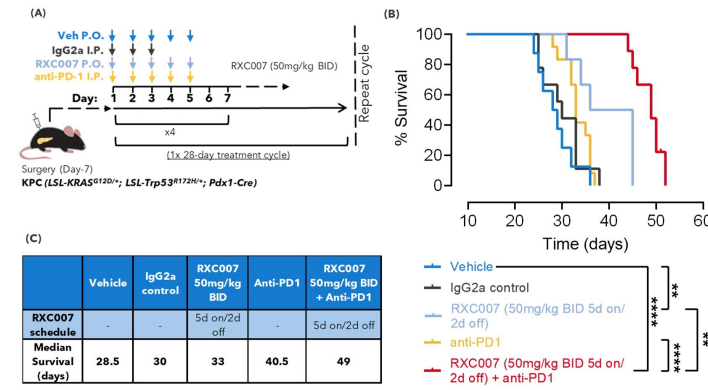 (A)
Veh P.O.
IgG2a I.P.
RXC007 P.O.
anti-PD-1 I.P.
RXC007 (50mg/kg BID)
Day:
1 2 3 4 5 6 7
x4
(1x 28-day treatment cycle)
Repeat cycle
Surgery (Day-7)
KPC (LSL-KRASG12D/+; LSL-Trp53R172H/+; Pdx1-Cre)
(B)
% Survival
100
80
60
40
20
0
10 20 30 40 50 60
Time (days)
Vehicle
IgG2a control
RXC007 (50mg/kg BID 5d on/
2d off)
anti-PD1
RXC007 (50mg/kg BID 5d on/
2d off) + anti-PD1
****
**
****
**
(C)
Vehicle IgG2a control RXC007 50mg/kg BID Anti-PD1 RXC007 50mg/kg BID + Anti-PD1
RXC007 schedule - - 5d on/2d off - 5d on/2d off
Median Survival (days) 28.5 30 33 40.5 49